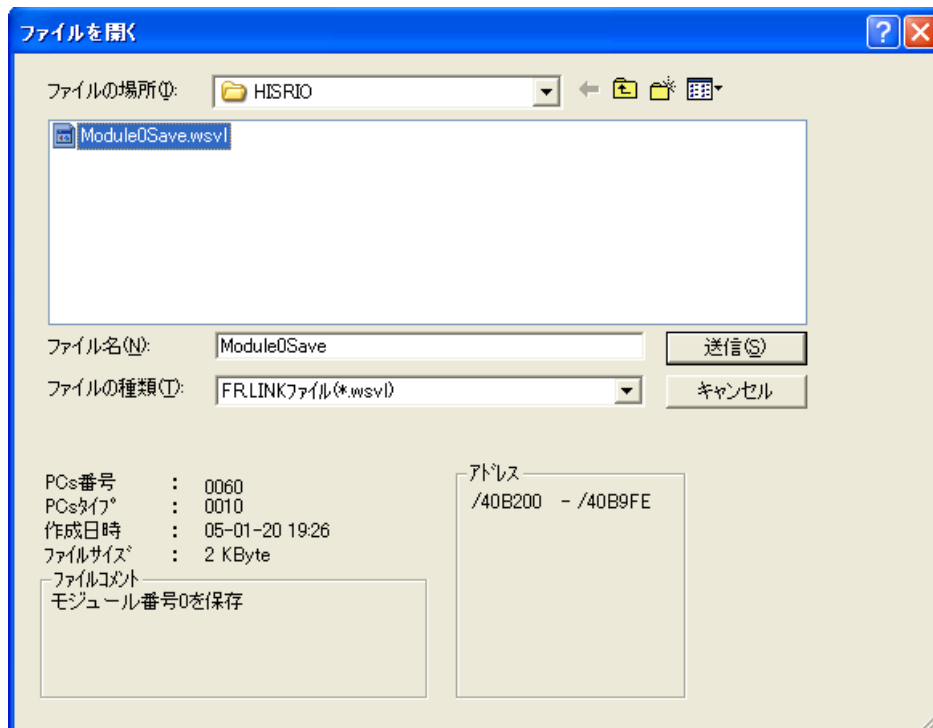 ファイルを開く
ファイルの場所(I):
HISRIO
Module0Save.wsvl
ファイル名(N):
Module0Save
送信(S)
ファイルの種類(T):
FR.LINKファイル(*.wsvl)
キャンセル
PCs番号 : 0060
PCsタイプ : 0010
作成日時 : 05-01-20 19:26
ファイルサイズ : 2 KByte
ファイルコメント
モジュール番号0を保存
アドレス
/40B200 - /40B9FE